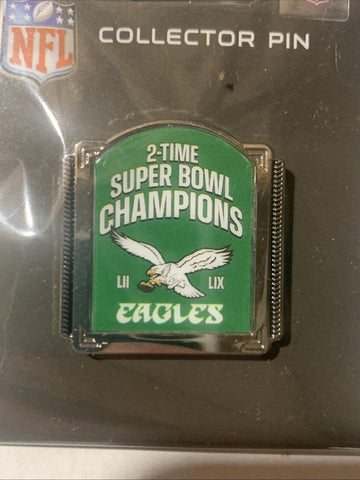 NFL
COLLECTOR PIN
2-TIME
SUPER BOWL
CHAMPIONS
LII LIX
EAGLES